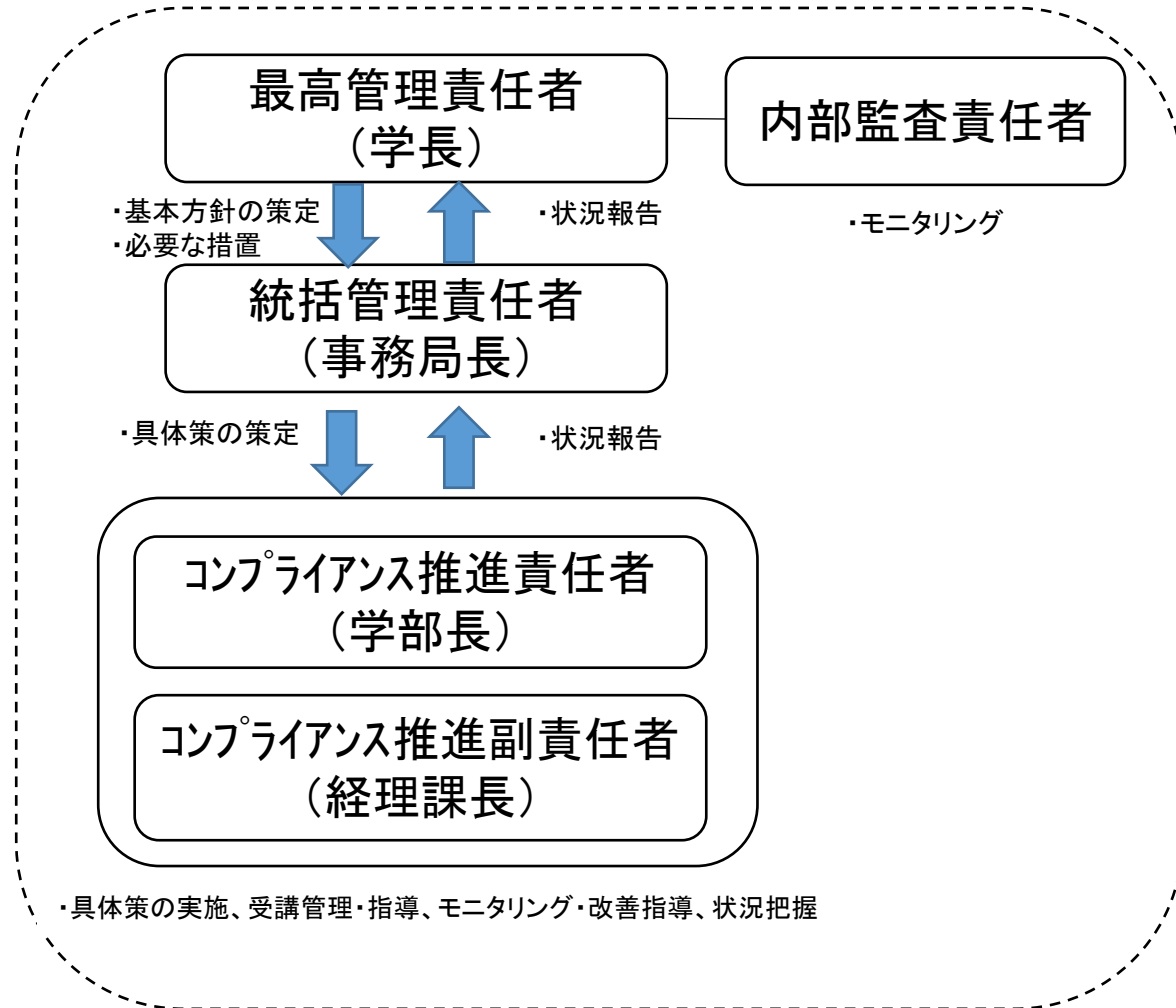 最高管理責任者
（学長）
内部監査責任者
・基本方針の策定
・必要な措置
・状況報告
・モニタリング
統括管理責任者
（事務局長）
・具体策の策定
・状況報告
コンプライアンス推進責任者
（学部長）
コンプライアンス推進副責任者
（経理課長）
・具体策の実施、受講管理・指導、モニタリング・改善指導、状況把握